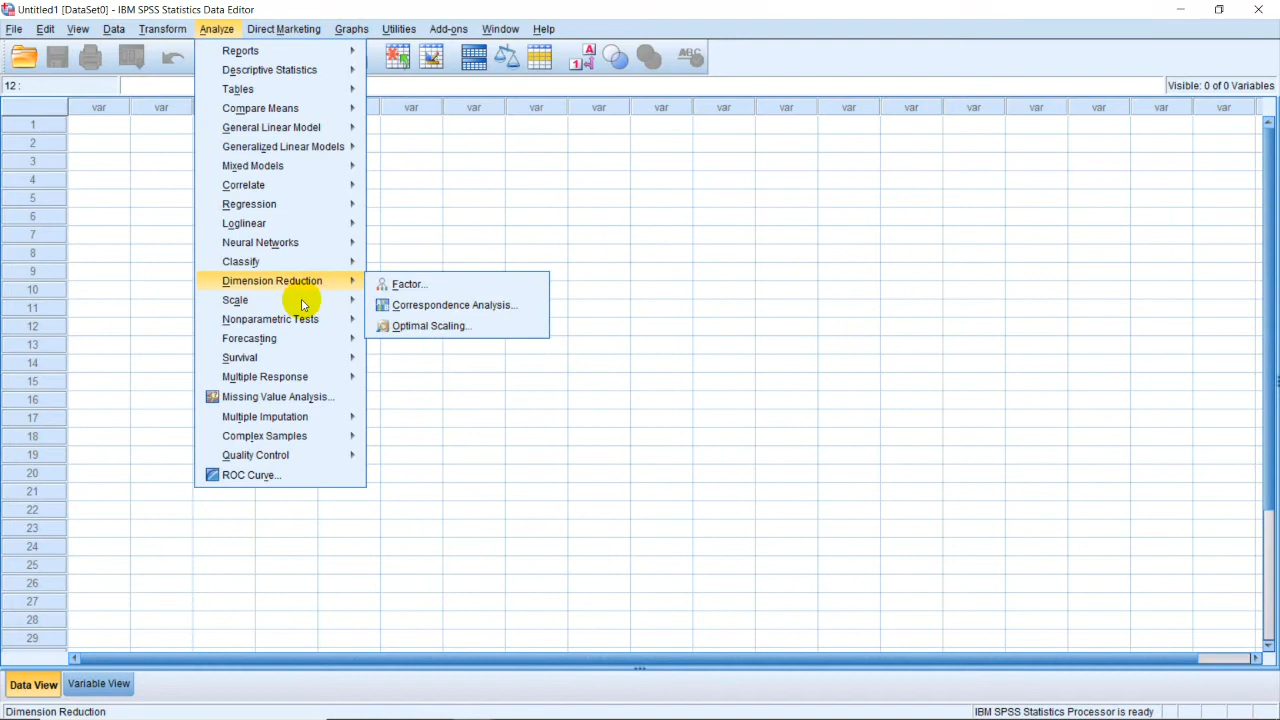 Untitled1 [DataSet0] - IBM SPSS Statistics Data Editor
File Edit View Data Transform Analyze Direct Marketing Graphs Utilities Add-ons Window Help
A
1
ABC
12 :
Visible: 0 of 0 Variables
var var var var var var var var var var var var var var var var
Reports
Descriptive Statistics
Tables
Compare Means
General Linear Model
Generalized Linear Models
Mixed Models
Correlate
Regression
Loglinear
Neural Networks
Classify
Dimension Reduction
Scale
Nonparametric Tests
Forecasting
Survival
Multiple Response
Missing Value Analysis...
Multiple Imputation
Complex Samples
Quality Control
ROC Curve...
Factor...
Correspondence Analysis...
Optimal Scaling...
1
2
3
4
5
6
7
8
9
10
11
12
13
14
15
16
17
18
19
20
21
22
23
24
25
26
27
28
29
Data View Variable View
Dimension Reduction
IBM SPSS Statistics Processor is ready